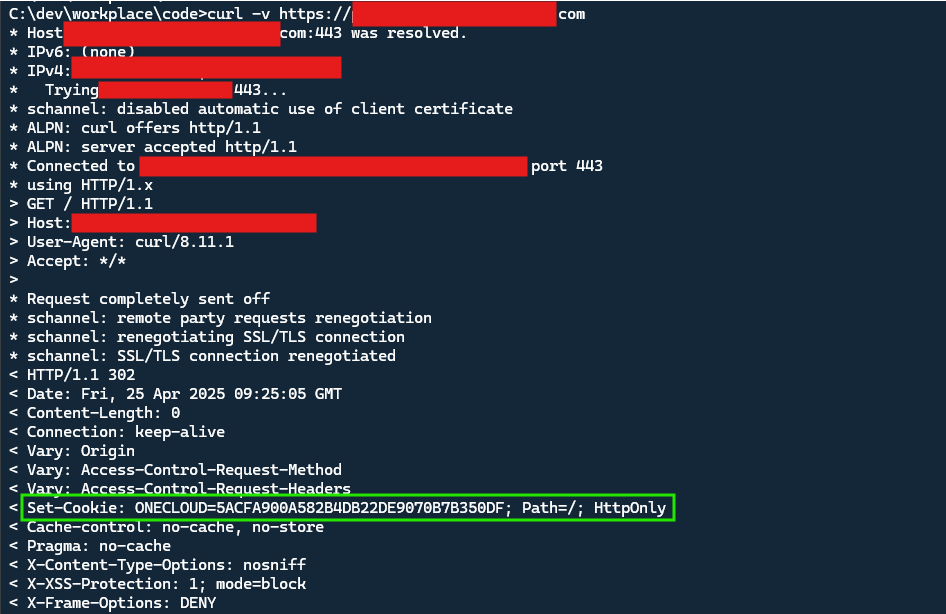 C:\dev\workplace\code>curl -v https:// com
* Host com:443 was resolved.
* IPv6: (none)
* IPv4:
*   Trying 443...
* schannel: disabled automatic use of client certificate
* ALPN: curl offers http/1.1
* ALPN: server accepted http/1.1
* Connected to port 443
* using HTTP/1.x
> GET / HTTP/1.1
> Host:
> User-Agent: curl/8.11.1
> Accept: */*
>
* Request completely sent off
* schannel: remote party requests renegotiation
* schannel: renegotiating SSL/TLS connection
* schannel: SSL/TLS connection renegotiated
< HTTP/1.1 302
< Date: Fri, 25 Apr 2025 09:25:05 GMT
< Content-Length: 0
< Connection: keep-alive
< Vary: Origin
< Vary: Access-Control-Request-Method
< Vary: Access-Control-Request-Headers
< Set-Cookie: ONECLOUD=5ACFA900A582B4DB22DE9070B7B350DF; Path=/; HttpOnly
< Cache-control: no-cache, no-store
< Pragma: no-cache
< X-Content-Type-Options: nosniff
< X-XSS-Protection: 1; mode=block
< X-Frame-Options: DENY